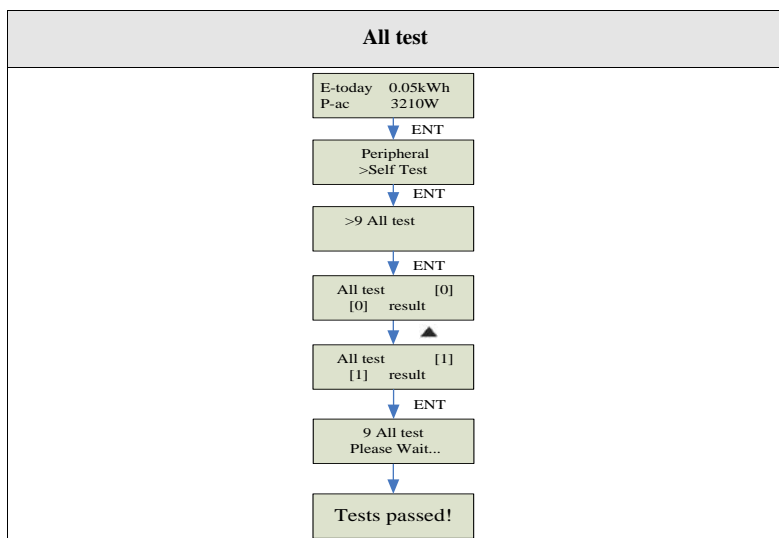 All test
E-today 0.05kWh
P-ac 3210W
ENT
Peripheral
>Self Test
ENT
>9 All test
ENT
All test [0]
[0] result
All test [1]
[1] result
ENT
9 All test
Please Wait...
Tests passed!